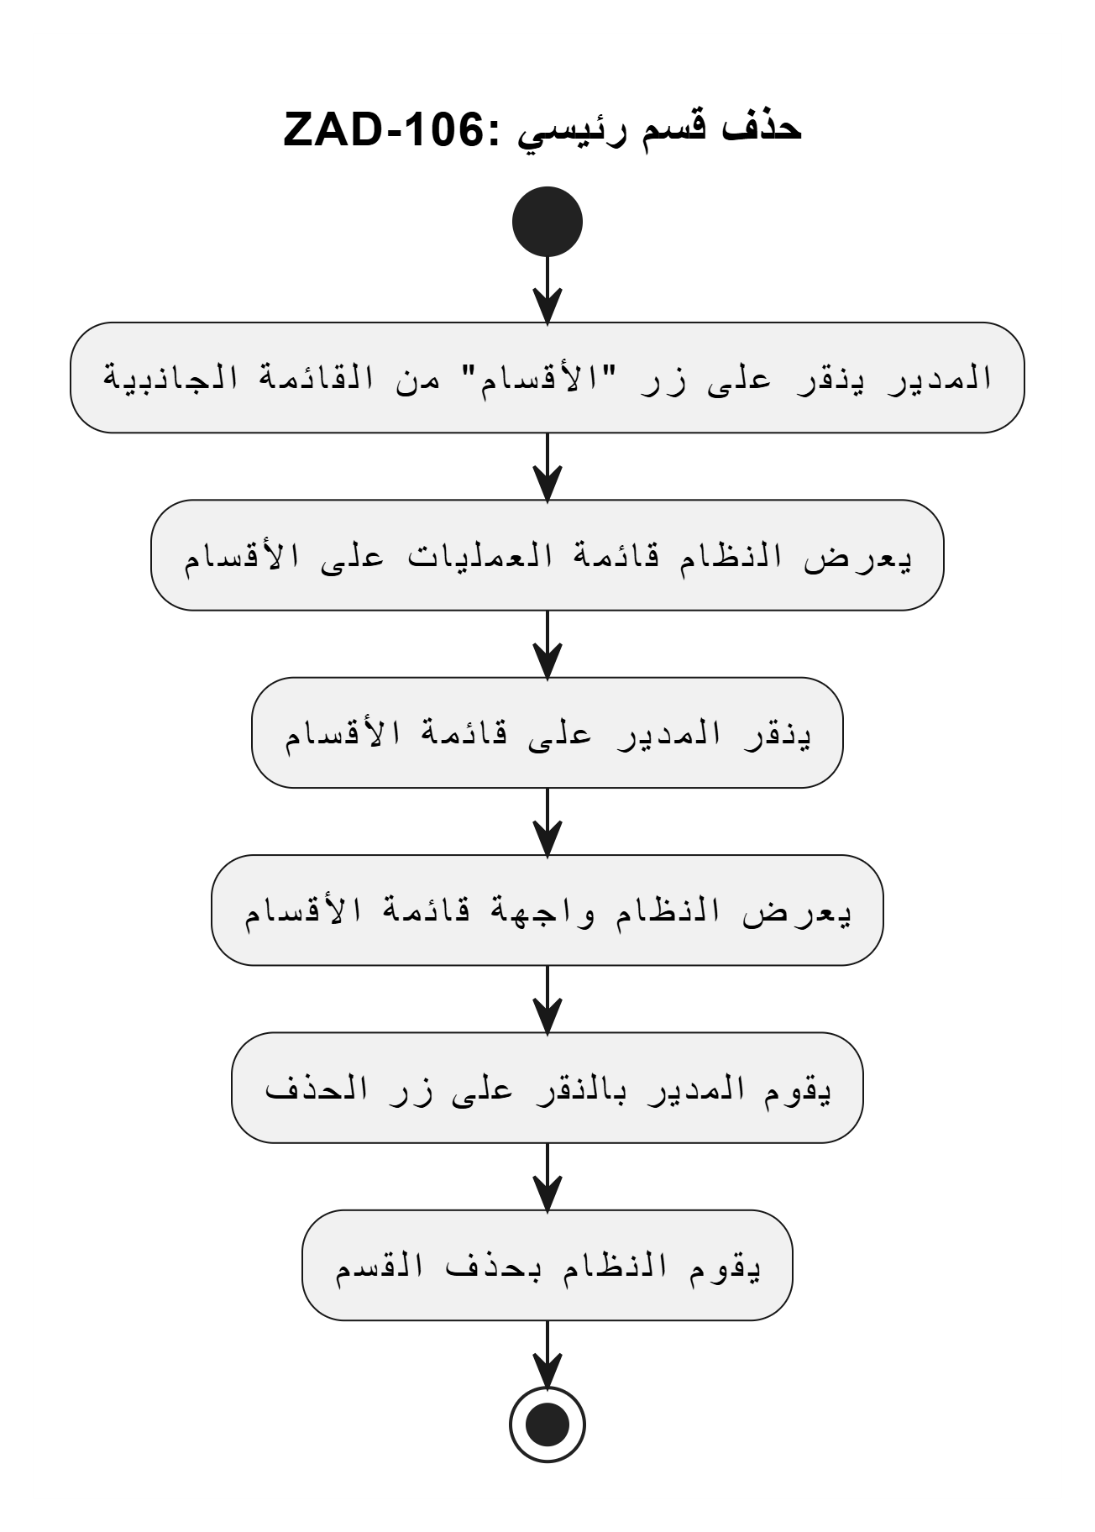 ZAD-106: حذف قسم رئيسي
المدير ينقر على زر "الأقسام" من القائمة الجانبية
يعرض النظام قائمة العمليات على الأقسام
ينقر المدير على قائمة الأقسام
يعرض النظام واجهة قائمة الأقسام
يقوم المدير بالنقر على زر الحذف
يقوم النظام بحذف القسم